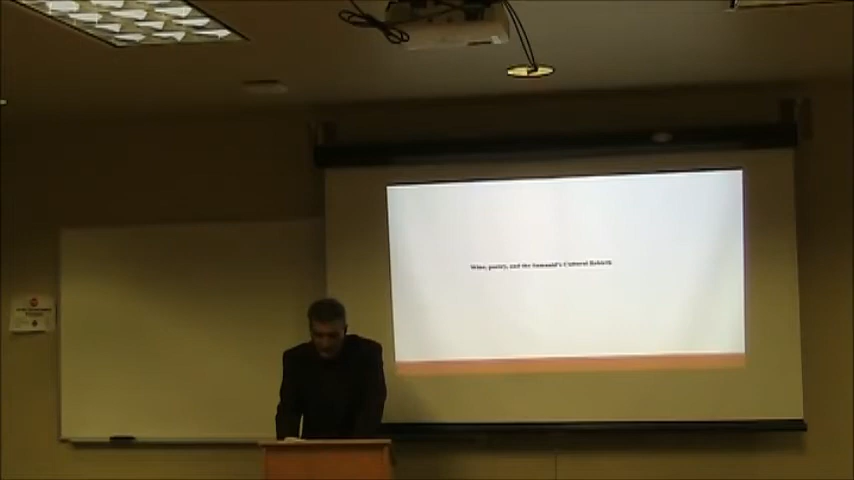 Wine, poetry, and the Samanid's Cultural Rebirth